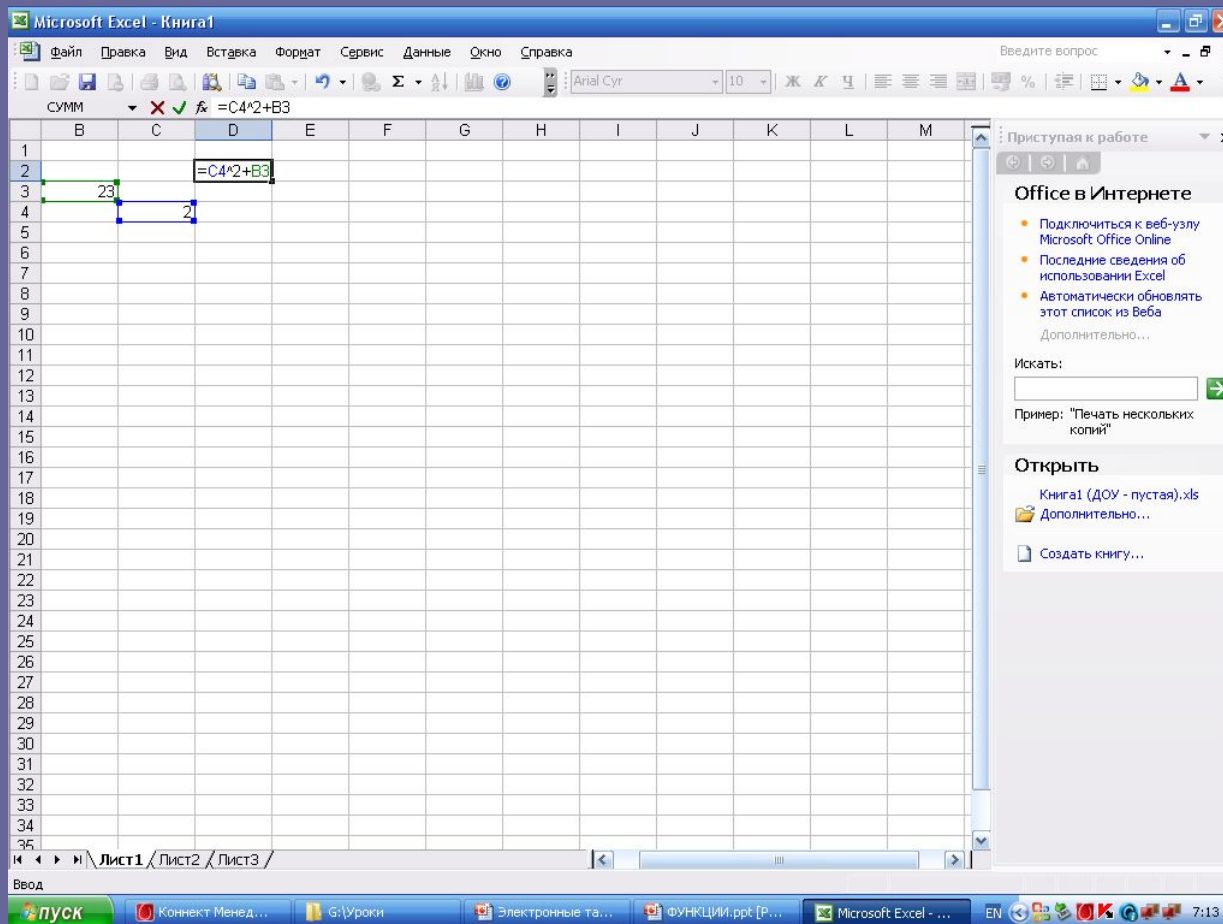 Microsoft Excel - Книга1
Файл Правка Вид Вставка Формат Сервис Данные Окно Справка Введите вопрос
Arial Cyr 10 Ж К Ч %
СУММ fx =C4^2+B3
B C D E F G H I J K L M
Приступая к работе
1
2 =C4^2+B3
3 23
4 2
5
6
7
8
9
10
11
12
13
14
15
16
17
18
19
20
21
22
23
24
25
26
27
28
29
30
31
32
33
34
35
Office в Интернете
Подключиться к веб-узлу
Microsoft Office Online
Последние сведения об
использовании Excel
Автоматически обновлять
этот список из Веба
Дополнительно...
Искать:
Пример: "Печать нескольких
копий"
Открыть
Книга1 (ДОУ - пустая).xls
Дополнительно...
Создать книгу...
Лист1 Лист2 Лист3
Ввод
пуск Коннект Менед... G:\Уроки Электронные та... ФУНКЦИИ.ppt [P... Microsoft Excel - ... EN 7:13